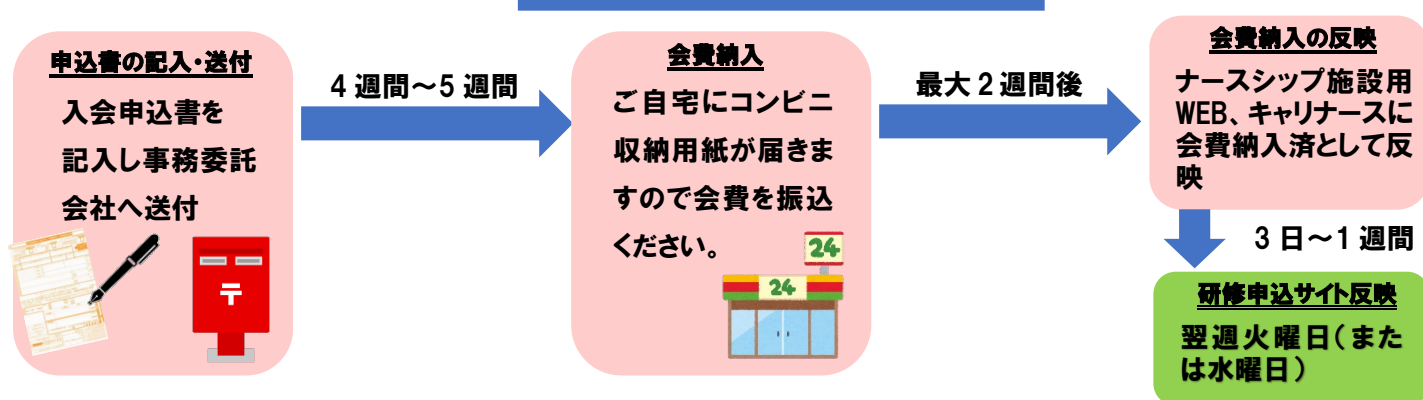 申込書の記入・送付
入会申込書を
記入し事務委託
会社へ送付
〒
4週間～5週間
会費納入
ご自宅にコンビニ
収納用紙が届きま
すので会費を振込
ください。
24
24
最大2週間後
会費納入の反映
ナースシップ施設用
WEB、キャリナースに
会費納入済として反
映
3日～1週間
研修申込サイト反映
翌週火曜日(また
は水曜日)